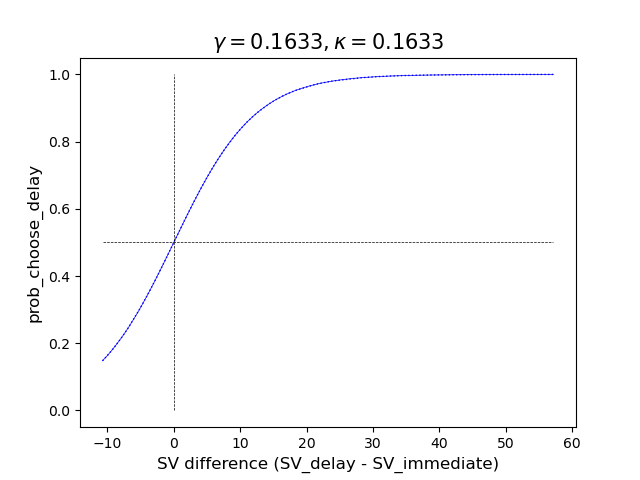 γ = 0.1633, κ = 0.1633
1.0
0.8
0.6
0.4
0.2
0.0
prob_choose_delay
−10 0 10 20 30 40 50 60
SV difference (SV_delay - SV_immediate)